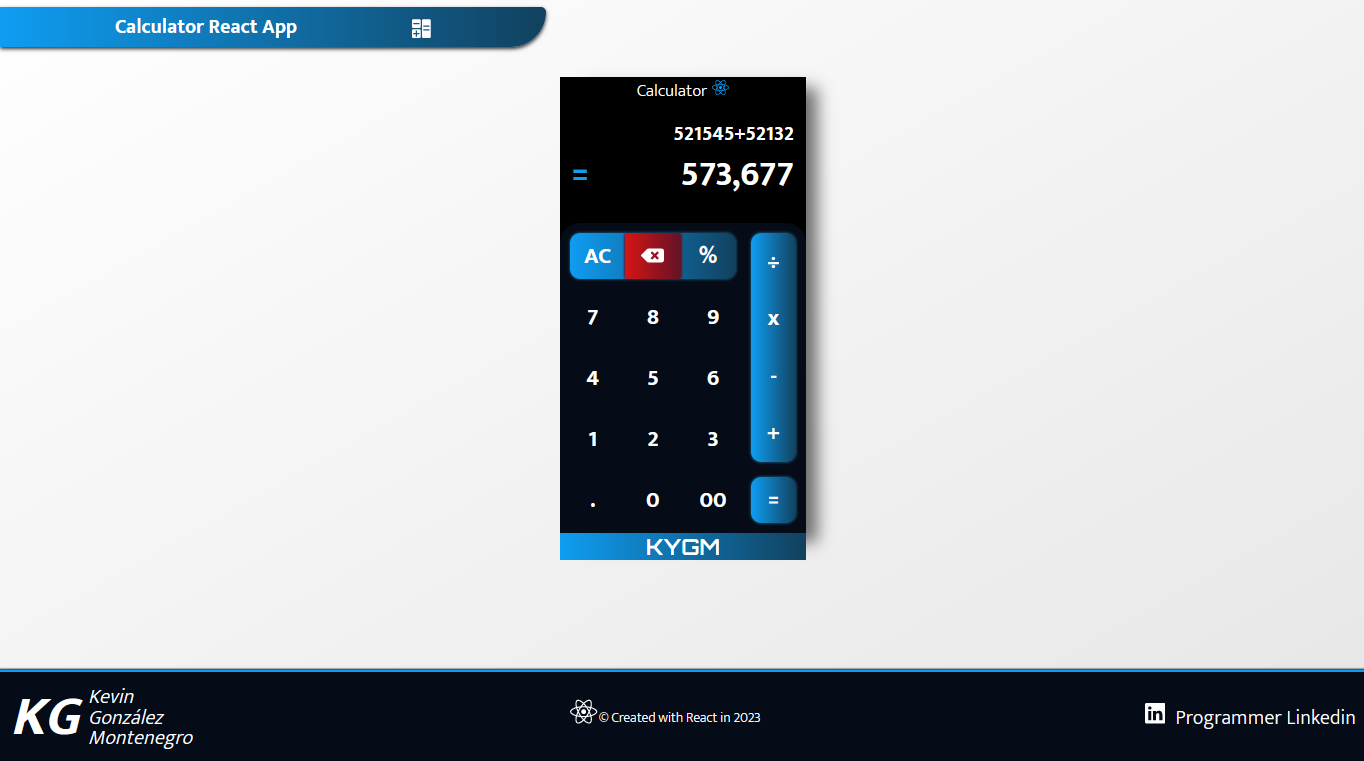 Calculator React App
Calculator
521545+52132
= 573,677
AC %
÷
7 8 9
x
4 5 6
-
1 2 3
+
. 0 00 =
KYGM
KG
Kevin
González
Montenegro
© Created with React in 2023
in Programmer Linkedin